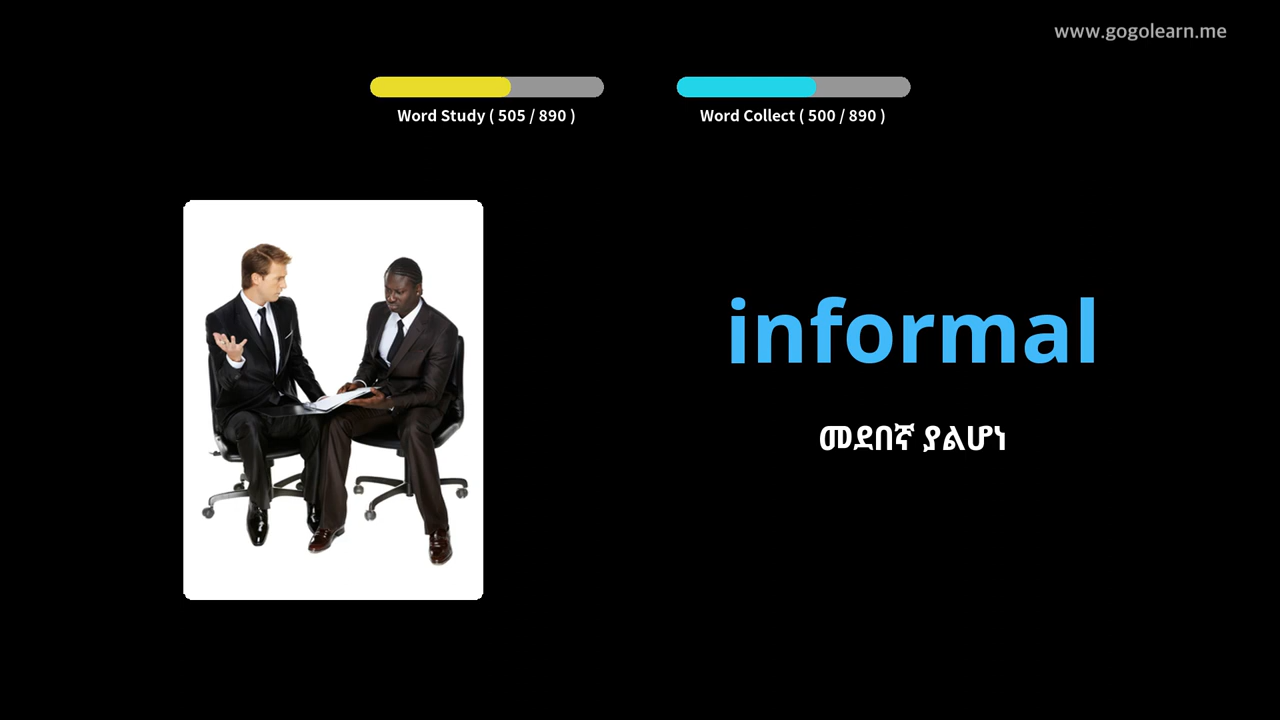 www.gogolearn.me
Word Study ( 505 / 890 )
Word Collect ( 500 / 890 )
informal
መደበኛ ያልሆነ